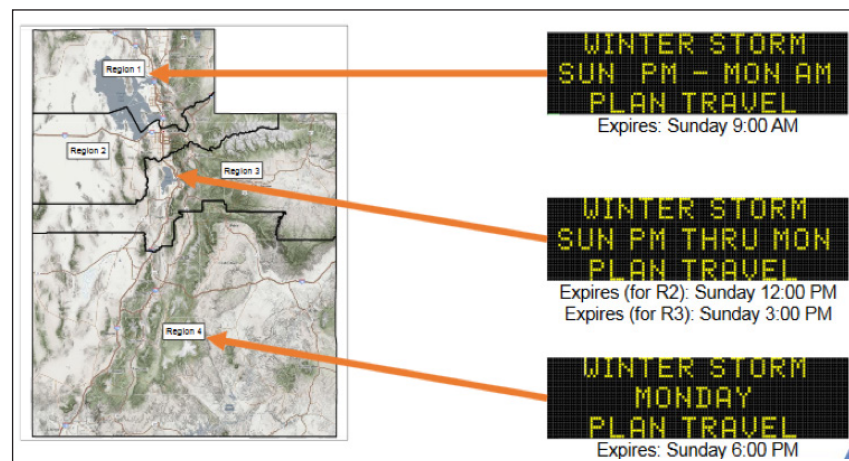 Region 1
Region 2
Region 3
Region 4
WINTER STORM
SUN PM - MON AM
PLAN TRAVEL
Expires: Sunday 9:00 AM
WINTER STORM
SUN PM THRU MON
PLAN TRAVEL
Expires (for R2): Sunday 12:00 PM
Expires (for R3): Sunday 3:00 PM
WINTER STORM
MONDAY
PLAN TRAVEL
Expires: Sunday 6:00 PM